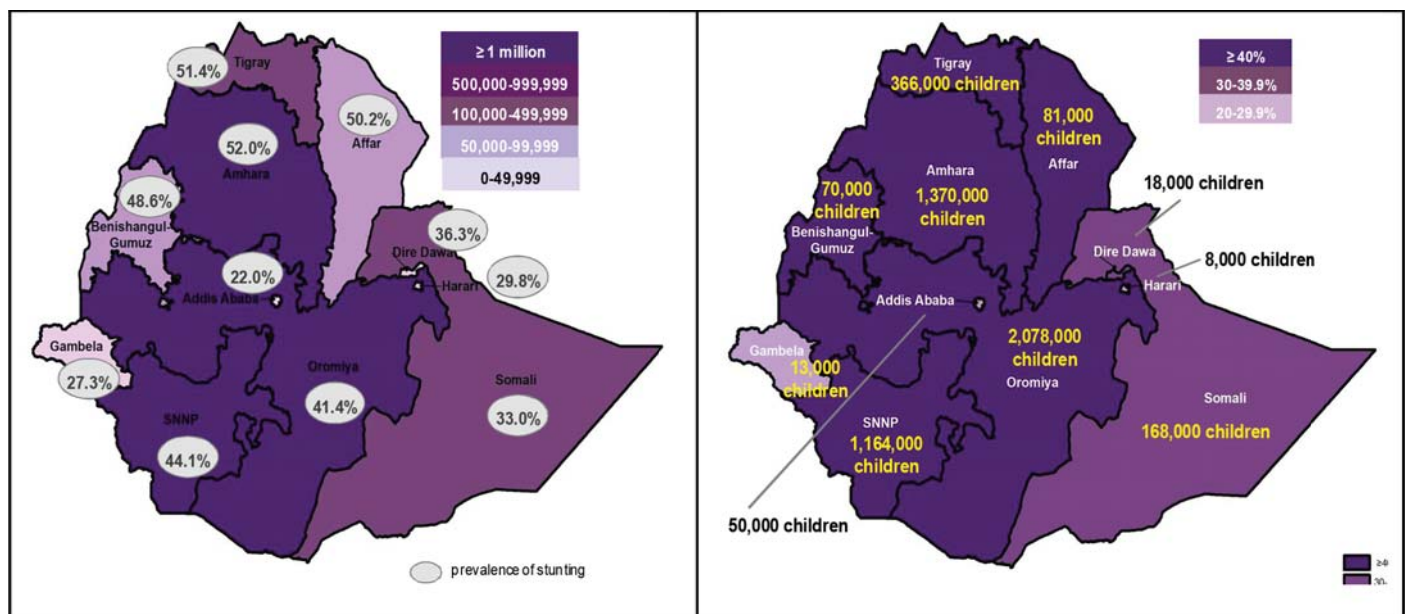 ≥ 1 million
500,000-999,999
100,000-499,999
50,000-99,999
0-49,999
Tigray
51.4%
50.2%
Affar
52.0%
Amhara
48.6%
Benishangul-
Gumuz
36.3%
Dire Dawa
22.0%
29.8%
Harari
Addis Ababa
Gambela
27.3%
Oromiya
41.4%
Somali
33.0%
SNNP
44.1%
prevalence of stunting
≥ 40%
30-39.9%
20-29.9%
Tigray
366,000 children
81,000
children
Affar
Amhara
1,370,000
children
70,000
children
Benishangul-
Gumuz
18,000 children
Dire Dawa
8,000 children
Harari
Addis Ababa
2,078,000
children
Oromiya
Gambela
13,000
children
Somali
168,000 children
SNNP
1,164,000
children
50,000 children
30-